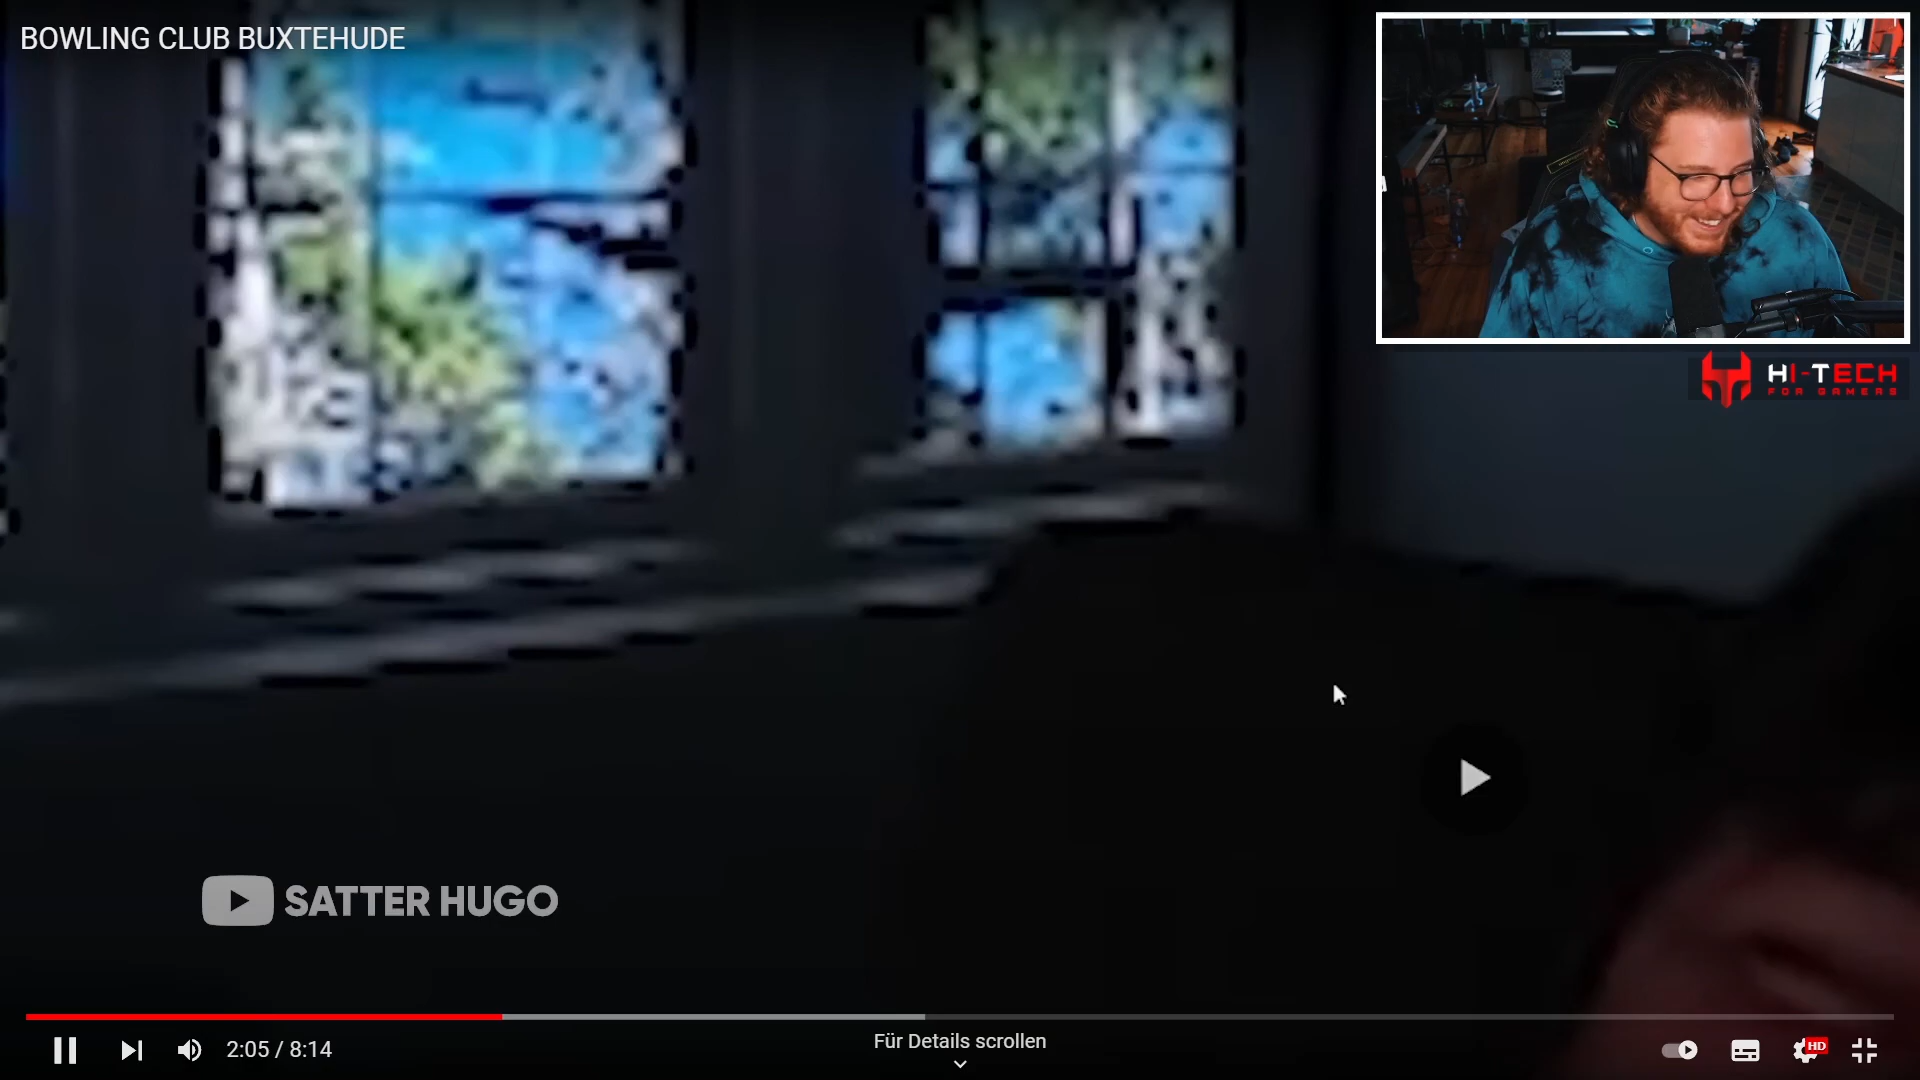 BOWLING CLUB BUXTEHUDE
HI-TECH
FOR GAMERS
SATTER HUGO
2:05 / 8:14
Für Details scrollen
HD